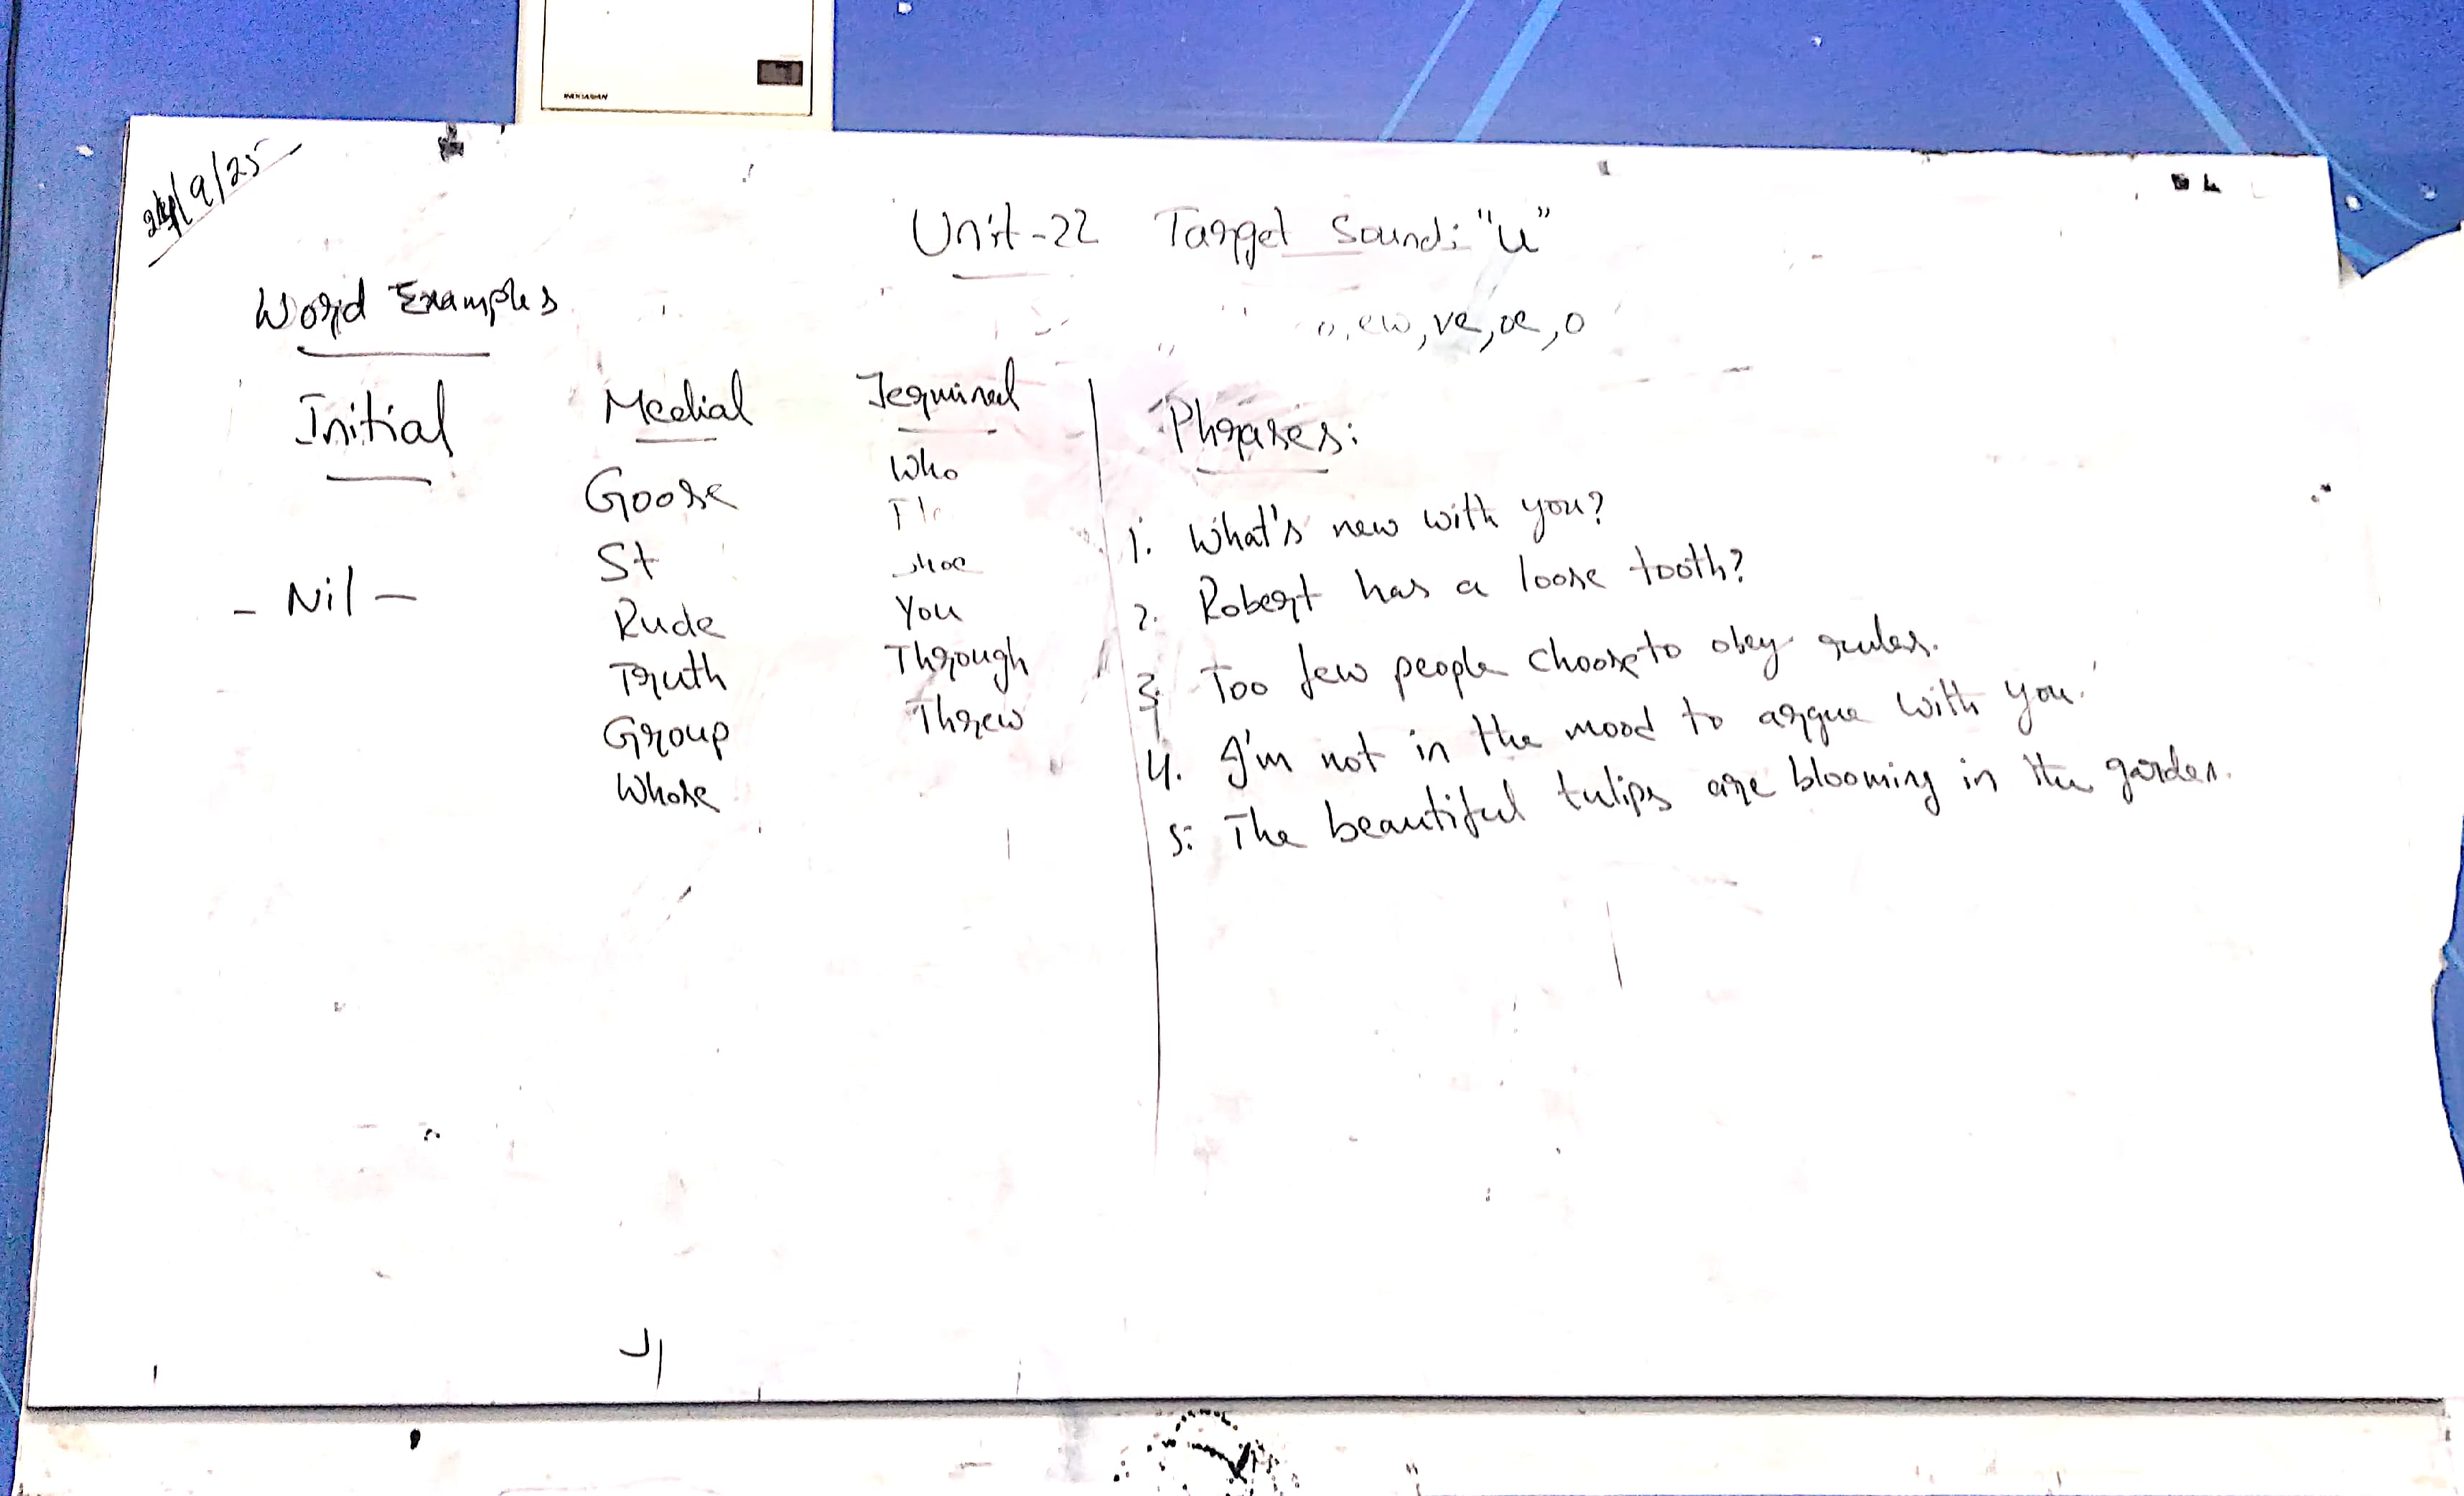 24/9/25
Unit-22 Target Sound: "u"
Word Examples
ew, ve, oe, o
Initial
- Nil -
Medial
Goose
St
Rude
Truth
Group
Whose
Terminal
Who
shoe
You
Through
Threw
Phrases:
1. What's new with you?
2. Robert has a loose tooth?
3. Too few people choose to obey rules.
4. I'm not in the mood to argue with you.
5. The beautiful tulips are blooming in the garden.